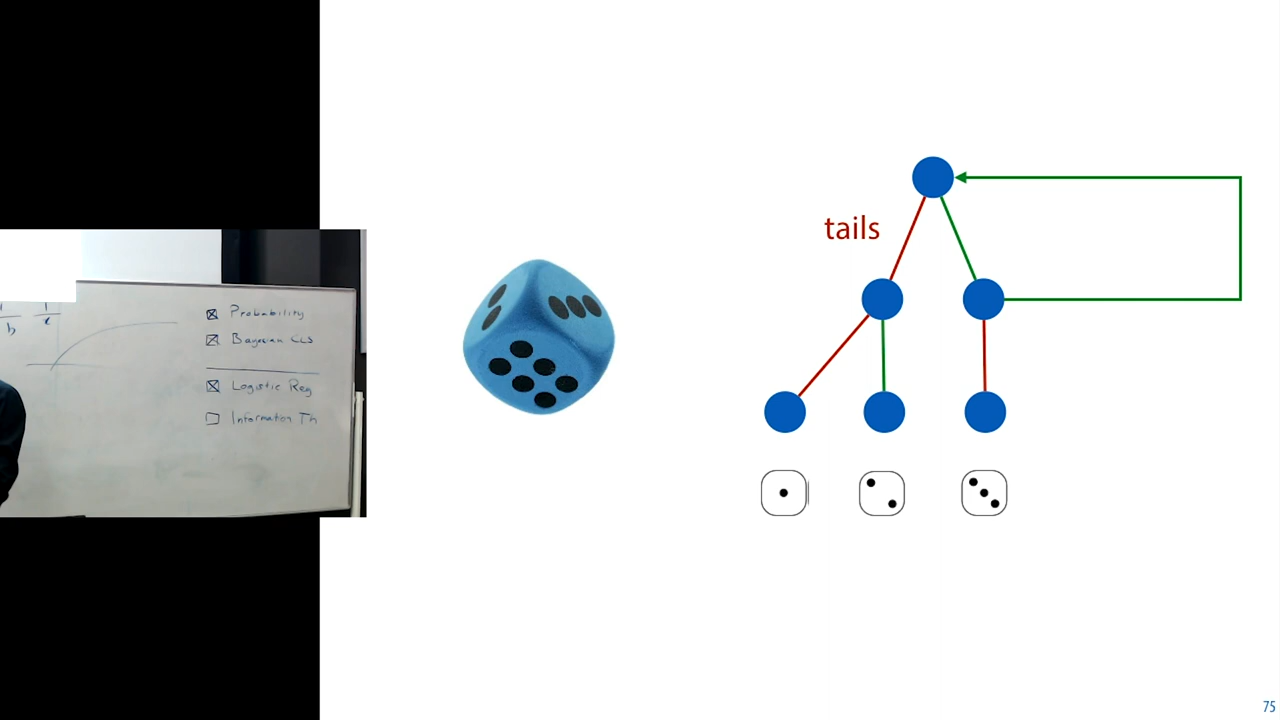 tails
Probability
Bayesian CLS
Logistic Reg
Information Th
75